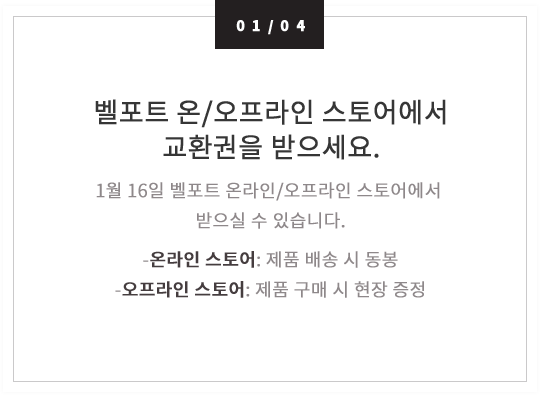 01/04
벨포트 온/오프라인 스토어에서
교환권을 받으세요.
1월 16일 벨포트 온라인/오프라인 스토어에서
받으실 수 있습니다.
-온라인 스토어: 제품 배송 시 동봉
-오프라인 스토어: 제품 구매 시 현장 증정